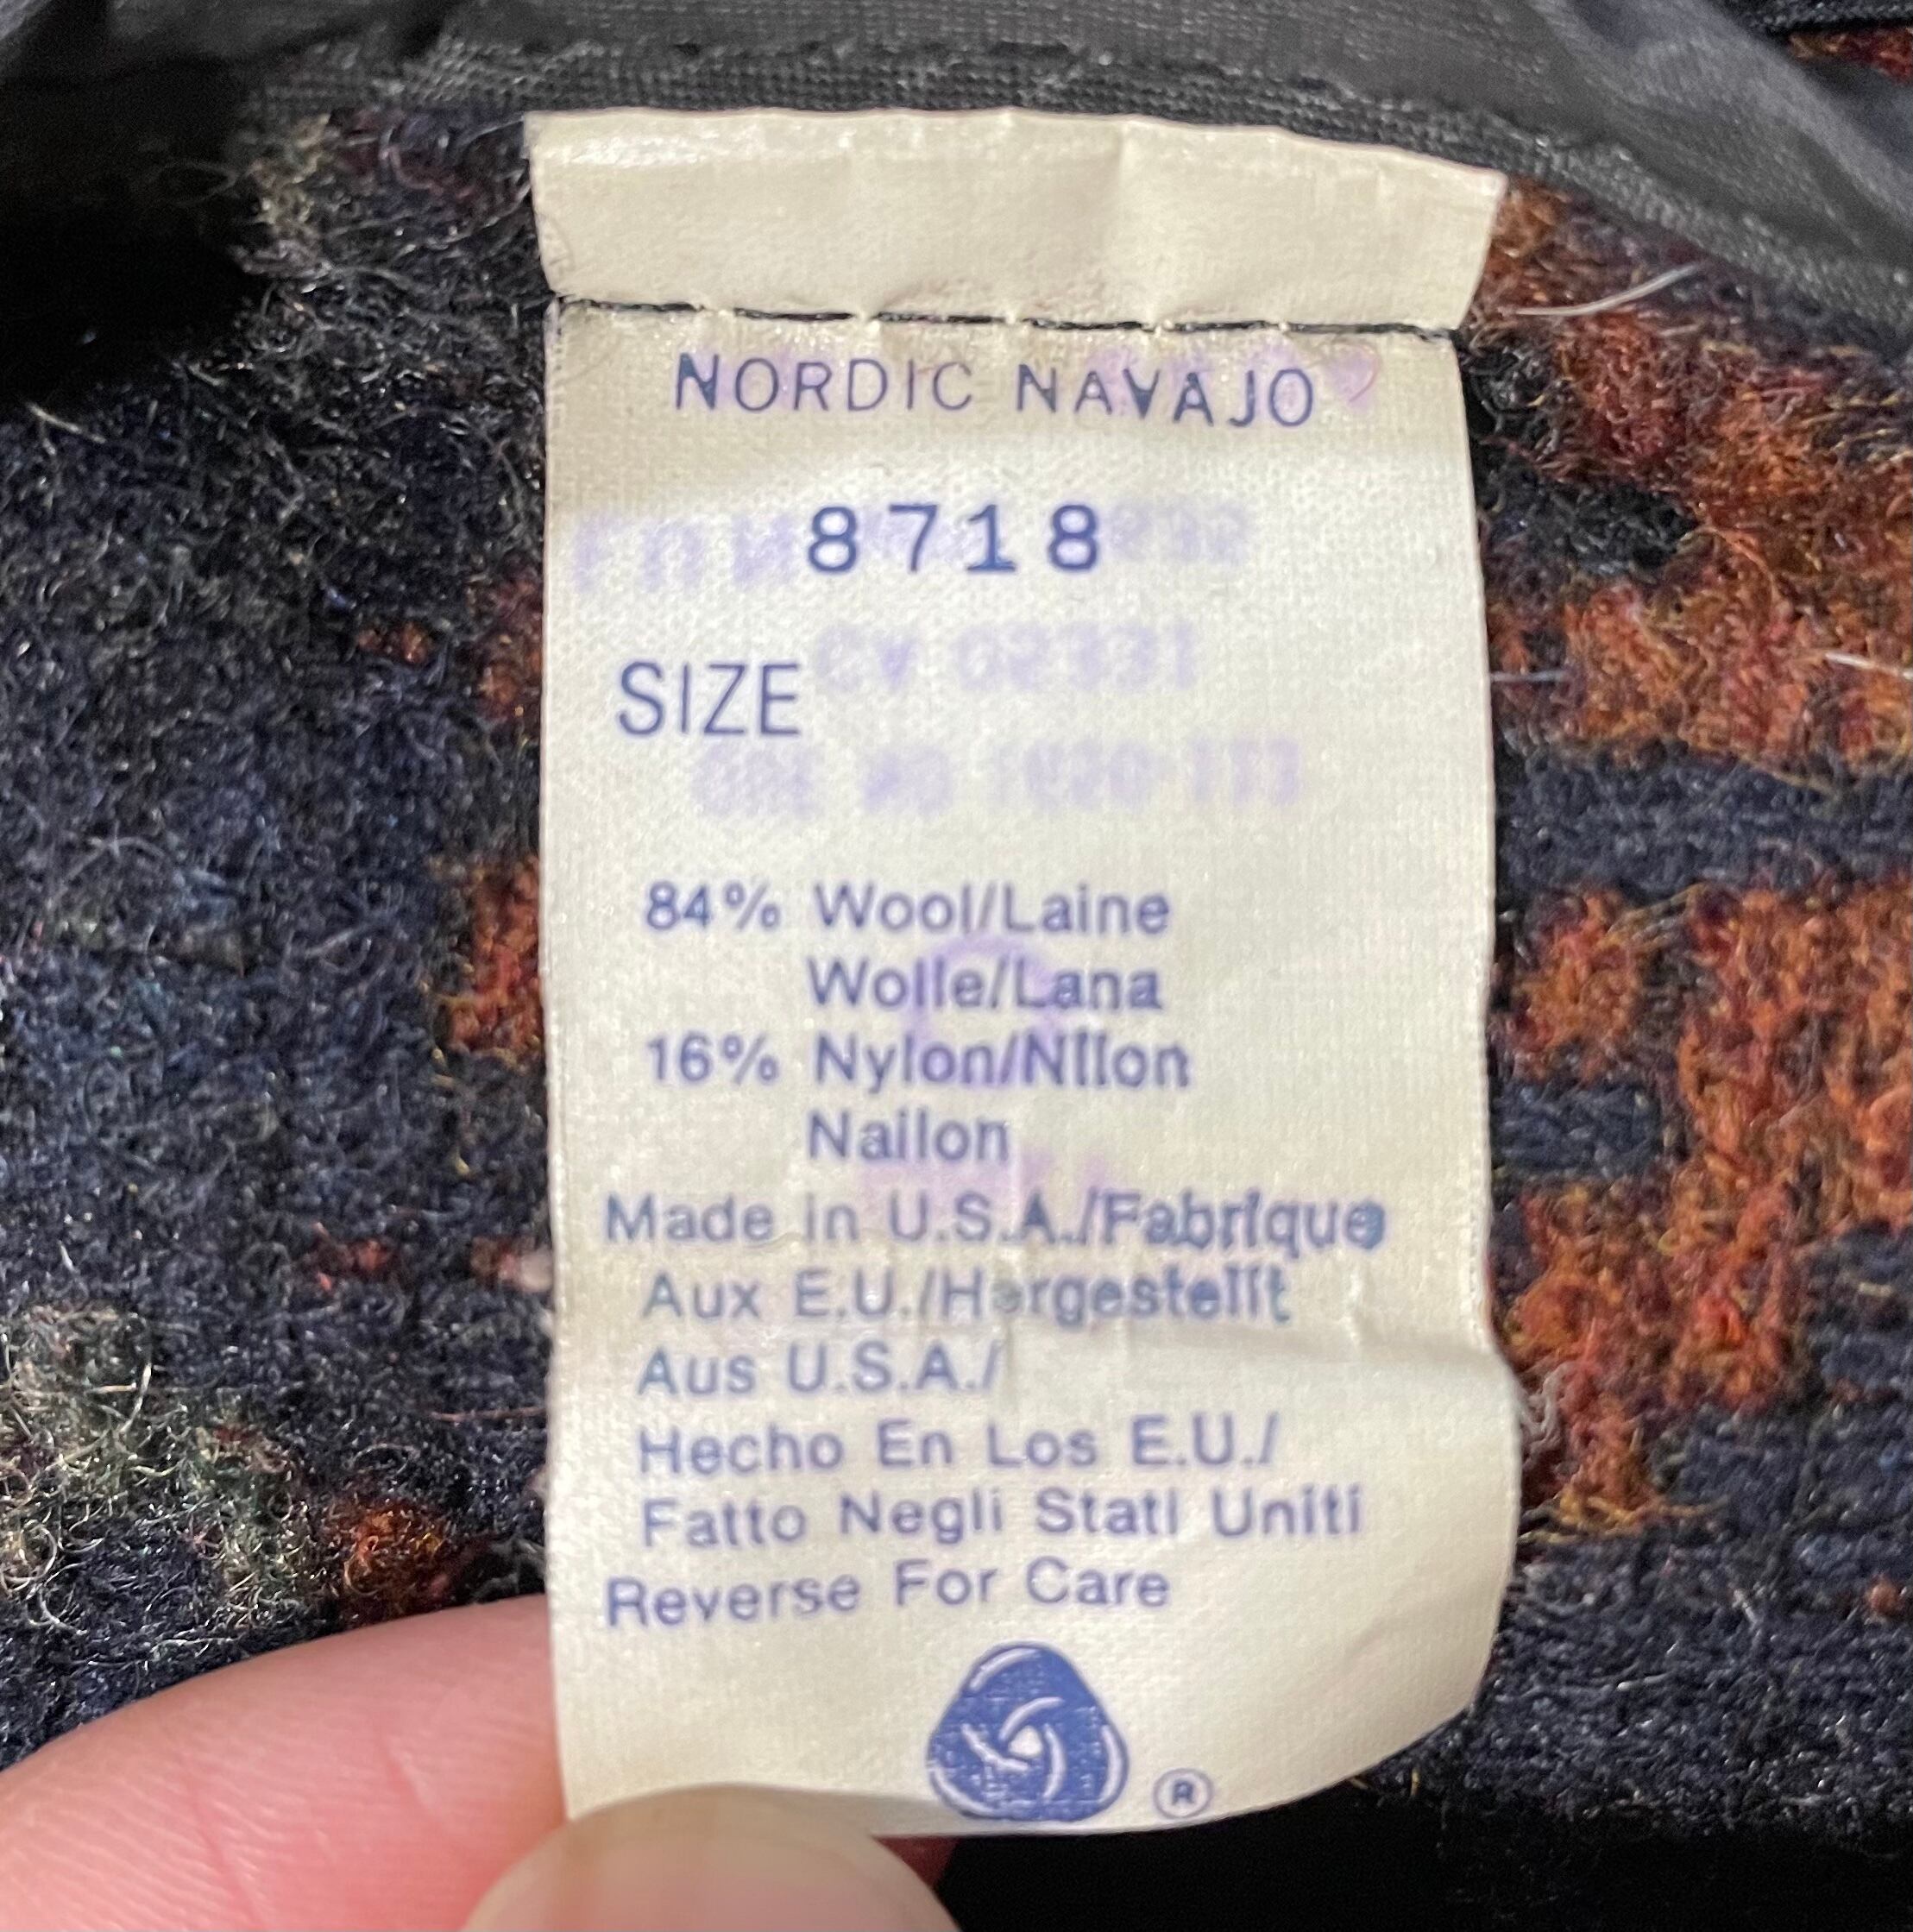 NORDIC NAVAJO
8718
SIZE
84% Wool/Laine
Wolle/Lana
16% Nylon/Nilon
Nailon
Made in U.S.A./Fabrique
Aux E.U./Hergestellt
Aus U.S.A./
Hecho En Los E.U./
Fatto Negli Stati Uniti
Reverse For Care
®